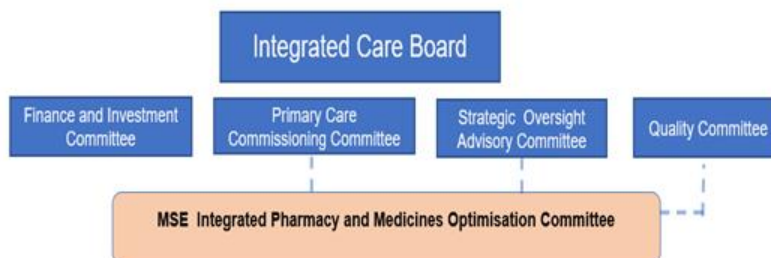 Integrated Care Board
Finance and Investment
Committee
Primary Care
Commissioning Committee
Strategic Oversight
Advisory Committee
Quality Committee
MSE Integrated Pharmacy and Medicines Optimisation Committee